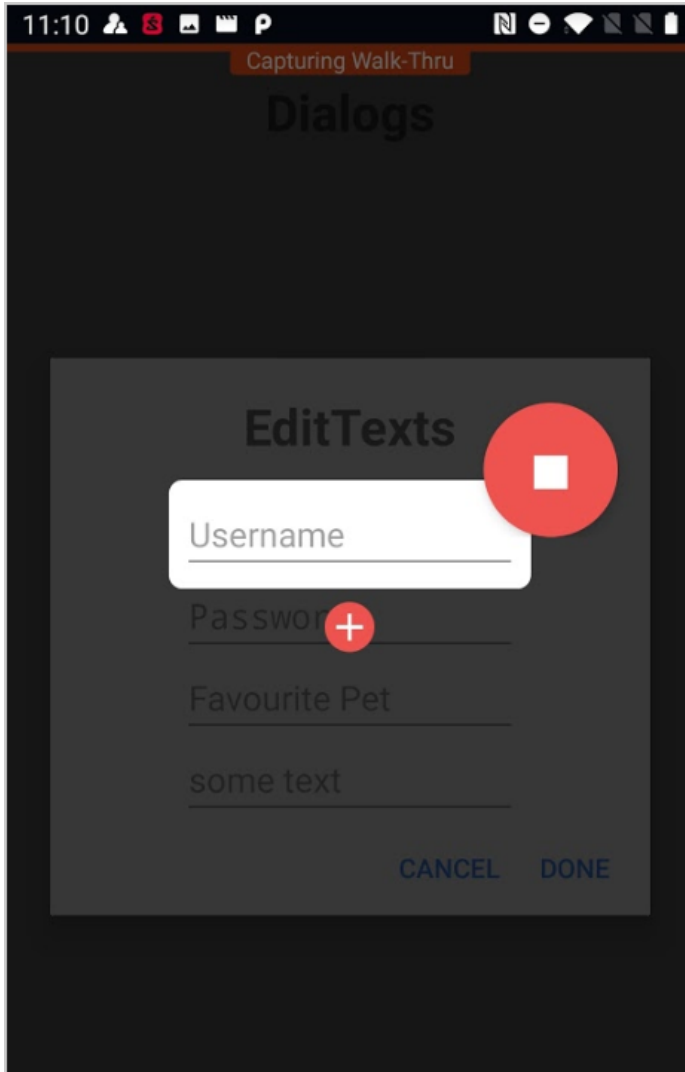 11:10
Capturing Walk-Thru
Dialogs
EditTexts
Username
Passwor
Favourite Pet
some text
CANCEL DONE